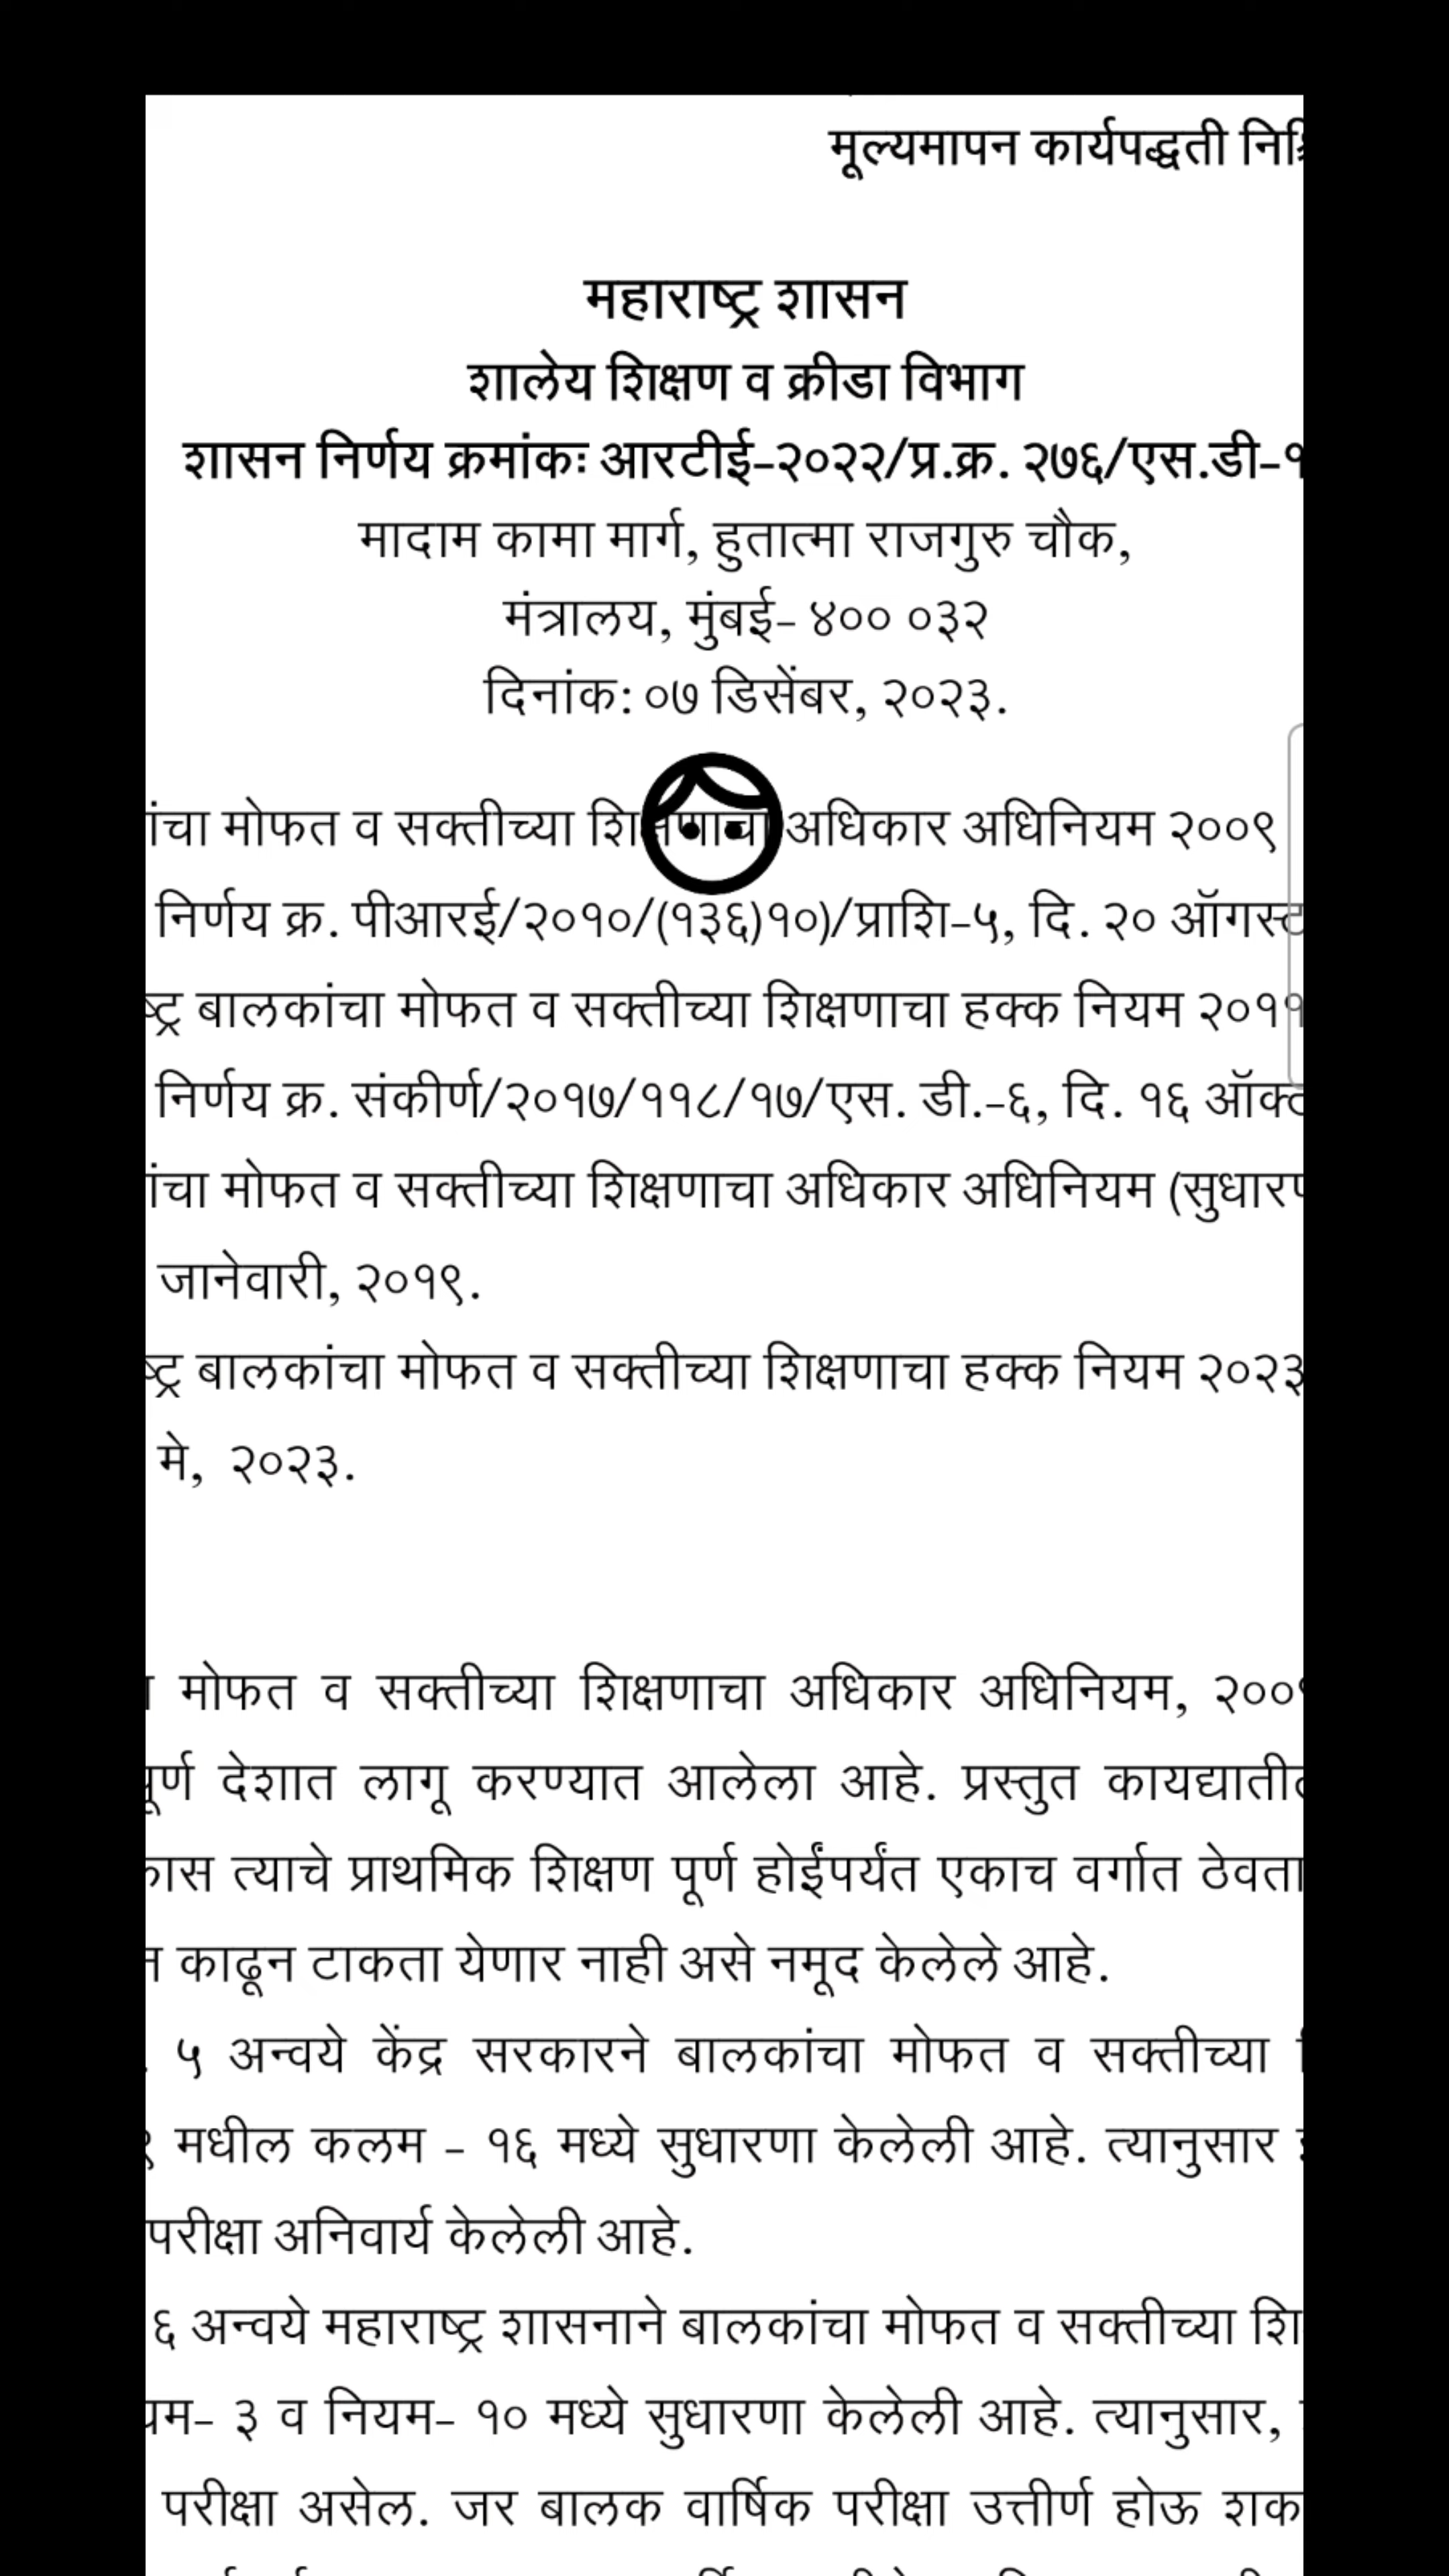 मूल्यमापन कार्यपद्धती
महाराष्ट्र शासन
शालेय शिक्षण व क्रीडा विभाग
शासन निर्णय क्रमांकः आरटीई-२०२२/प्र.क्र. २७६/एस.डी-१
मादाम कामा मार्ग, हुतात्मा राजगुरु चौक,
मंत्रालय, मुंबई- ४०० ०३२
दिनांक: ०७ डिसेंबर, २०२३.
मोफत व सक्तीच्या शिक्षणाचा अधिकार अधिनियम २००९
निर्णय क्र. पीआरई/२०१०/(१३६)१०)/प्राशि-५, दि. २० ऑगस्ट
बालकांचा मोफत व सक्तीच्या शिक्षणाचा हक्क नियम २०११
निर्णय क्र. संकीर्ण/२०१७/११८/१७/एस. डी.-६, दि. १६
मोफत व सक्तीच्या शिक्षणाचा अधिकार अधिनियम
जानेवारी, २०१९.
बालकांचा मोफत व सक्तीच्या शिक्षणाचा हक्क नियम २०२३
मे, २०२३.
मोफत व सक्तीच्या शिक्षणाचा अधिकार अधिनियम,
देशात लागू करण्यात आलेला आहे. प्रस्तुत
त्याचे प्राथमिक शिक्षण पूर्ण होईंपर्यंत एकाच वर्गात ठेवता
काढून टाकता येणार नाही असे नमूद केलेले आहे.
५ अन्वये केंद्र सरकारने बालकांचा मोफत व सक्तीच्या
मधील कलम - १६ मध्ये सुधारणा केलेली आहे. त्यानुसार
परीक्षा अनिवार्य केलेली आहे.
६ अन्वये महाराष्ट्र शासनाने बालकांचा मोफत व सक्तीच्या
३ व नियम- १० मध्ये सुधारणा केलेली आहे. त्यानुसार,
परीक्षा असेल. जर बालक वार्षिक परीक्षा उत्तीर्ण होऊ